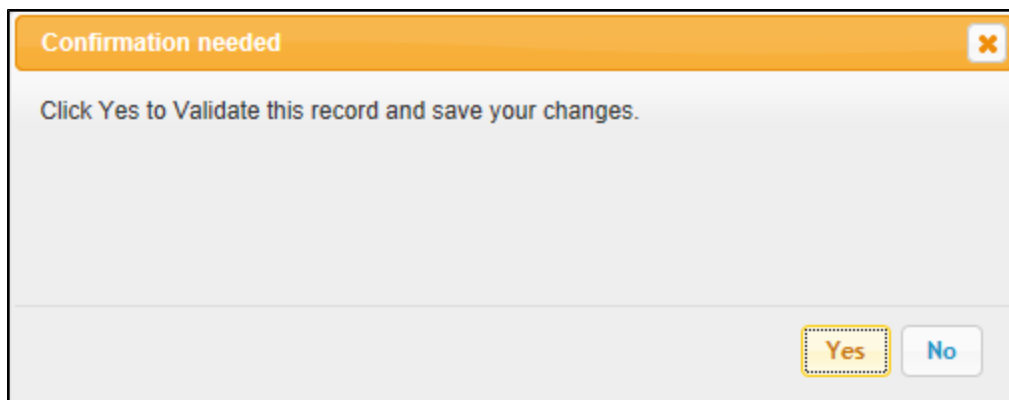 Confirmation needed
Click Yes to Validate this record and save your changes.
Yes No